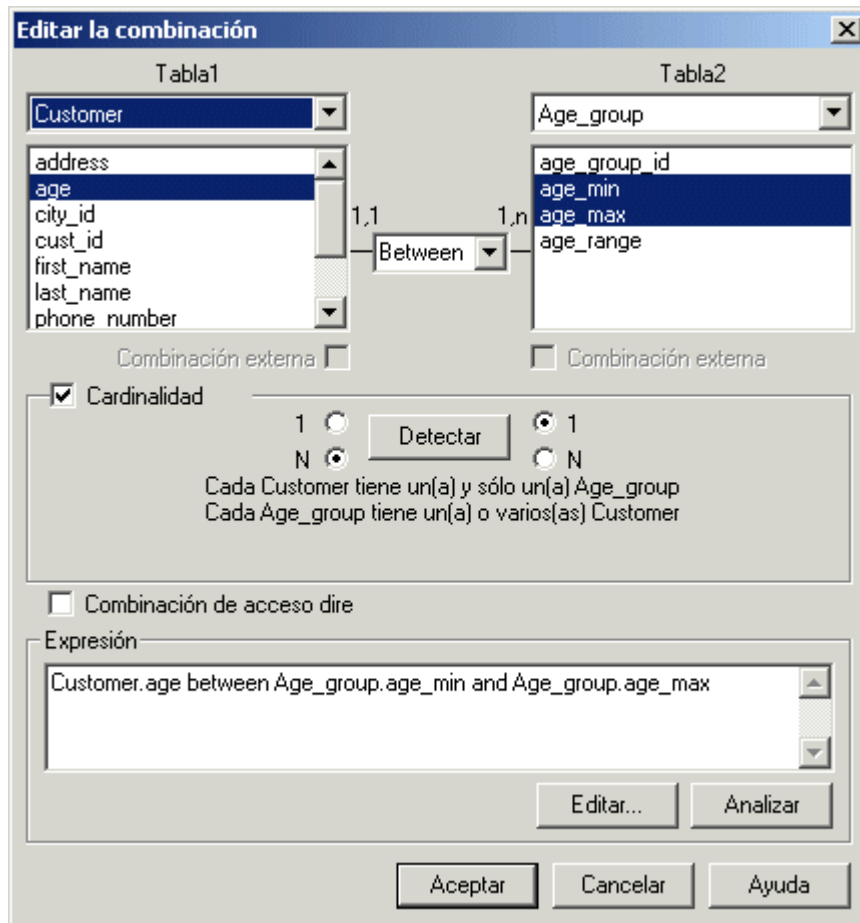 Editar la combinación
Tabla1 Tabla2
Customer Age_group
address age_group_id
age age_min
city_id 1,1 1,n age_max
cust_id Between age_range
first_name
last_name
phone_number
Combinación externa Combinación externa
Cardinalidad
1 Detectar 1
N N
Cada Customer tiene un(a) y sólo un(a) Age_group
Cada Age_group tiene un(a) o varios(as) Customer
Combinación de acceso dire
Expresión
Customer.age between Age_group.age_min and Age_group.age_max
Editar... Analizar
Aceptar Cancelar Ayuda